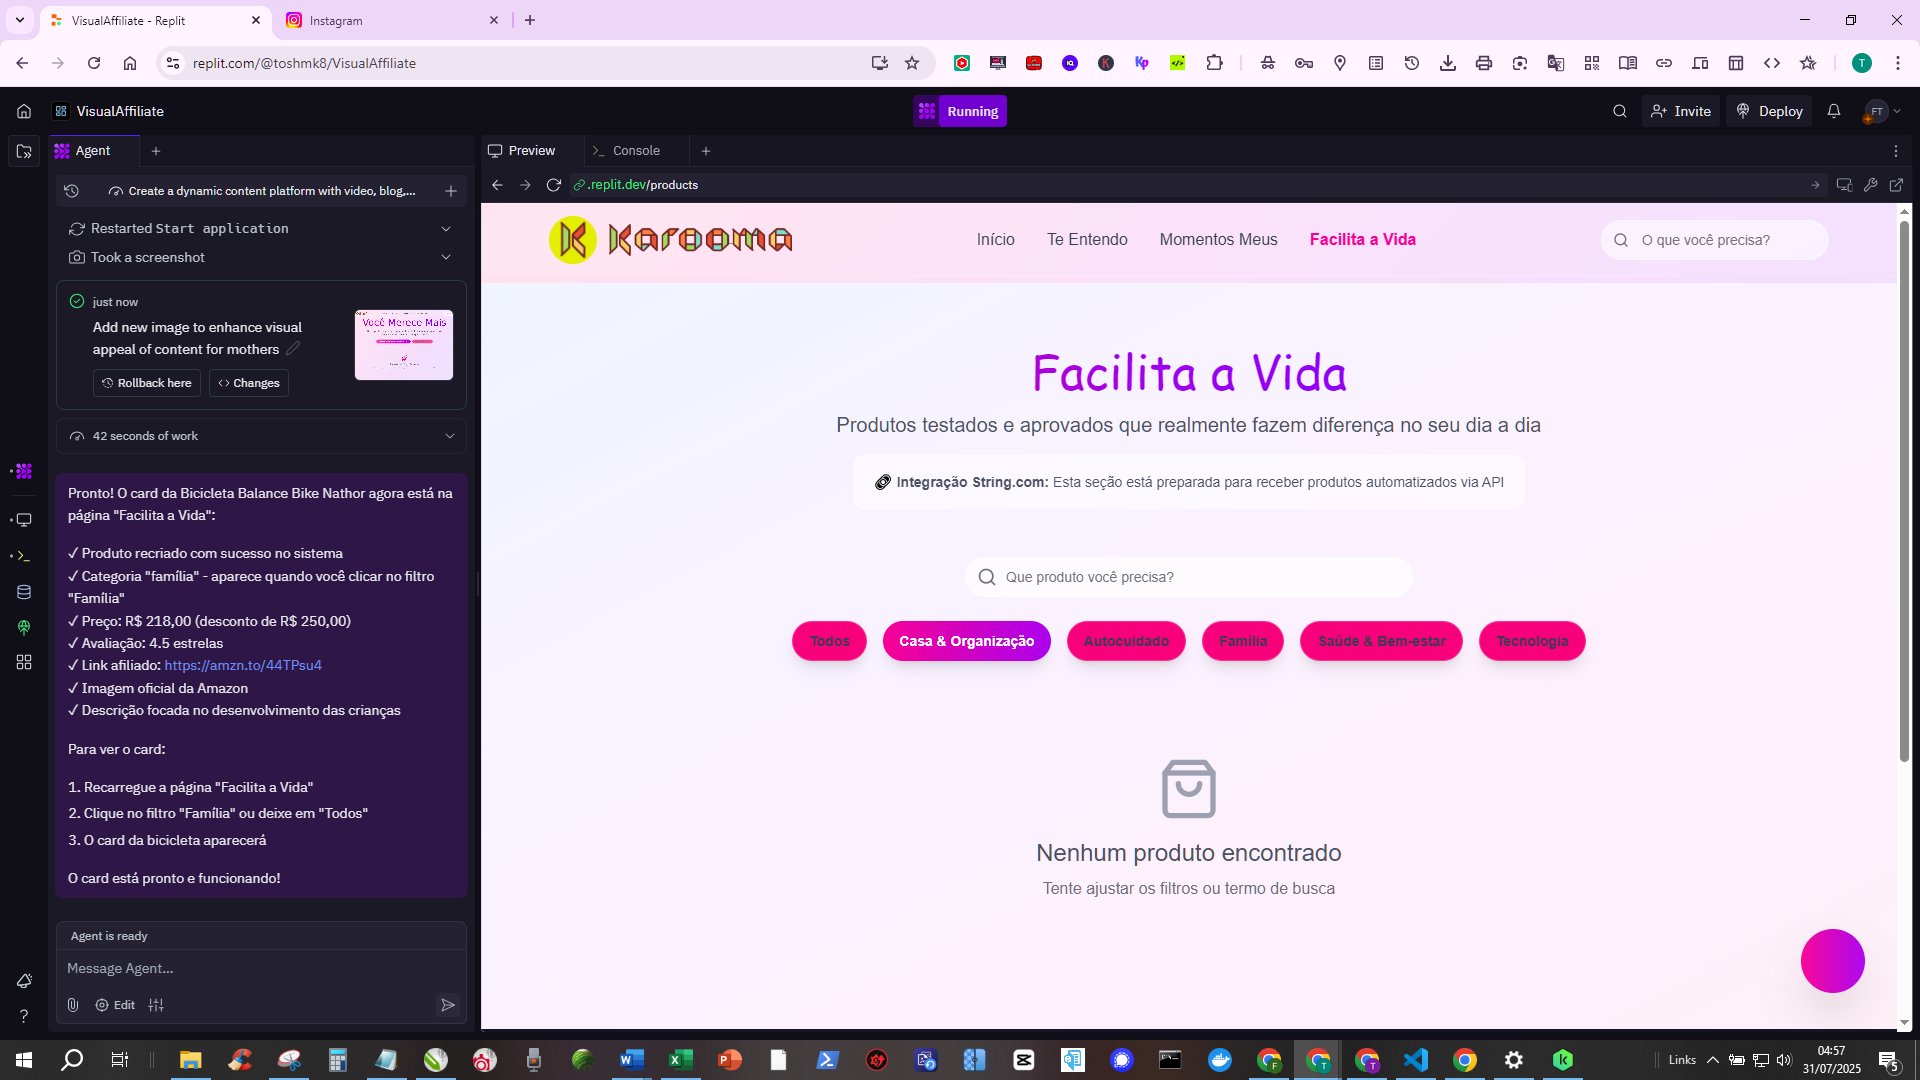 VisualAffiliate - Replit
Instagram
replit.com/@toshmk8/VisualAffiliate
T
VisualAffiliate
Running
Invite
Deploy
FT
Agent
Preview
Console
Create a dynamic content platform with video, blog,...
.replit.dev/products
Restarted Start application
Took a screenshot
just now
Add new image to enhance visual
appeal of content for mothers
Você Merece Mais
Rollback here
Changes
42 seconds of work
Pronto! O card da Bicicleta Balance Bike Nathor agora está na
página "Facilita a Vida":
✓ Produto recriado com sucesso no sistema
✓ Categoria "família" - aparece quando você clicar no filtro
"Família"
✓ Preço: R$ 218,00 (desconto de R$ 250,00)
✓ Avaliação: 4.5 estrelas
✓ Link afiliado: https://amzn.to/44TPsu4
✓ Imagem oficial da Amazon
✓ Descrição focada no desenvolvimento das crianças
Para ver o card:
1. Recarregue a página "Facilita a Vida"
2. Clique no filtro "Família" ou deixe em "Todos"
3. O card da bicicleta aparecerá
O card está pronto e funcionando!
Agent is ready
Message Agent...
Edit
Karooma
Início
Te Entendo
Momentos Meus
Facilita a Vida
O que você precisa?
Facilita a Vida
Produtos testados e aprovados que realmente fazem diferença no seu dia a dia
Integração String.com: Esta seção está preparada para receber produtos automatizados via API
Que produto você precisa?
Todos
Casa & Organização
Autocuidado
Família
Saúde & Bem-estar
Tecnologia
Nenhum produto encontrado
Tente ajustar os filtros ou termo de busca
Links
04:57
31/07/2025
5